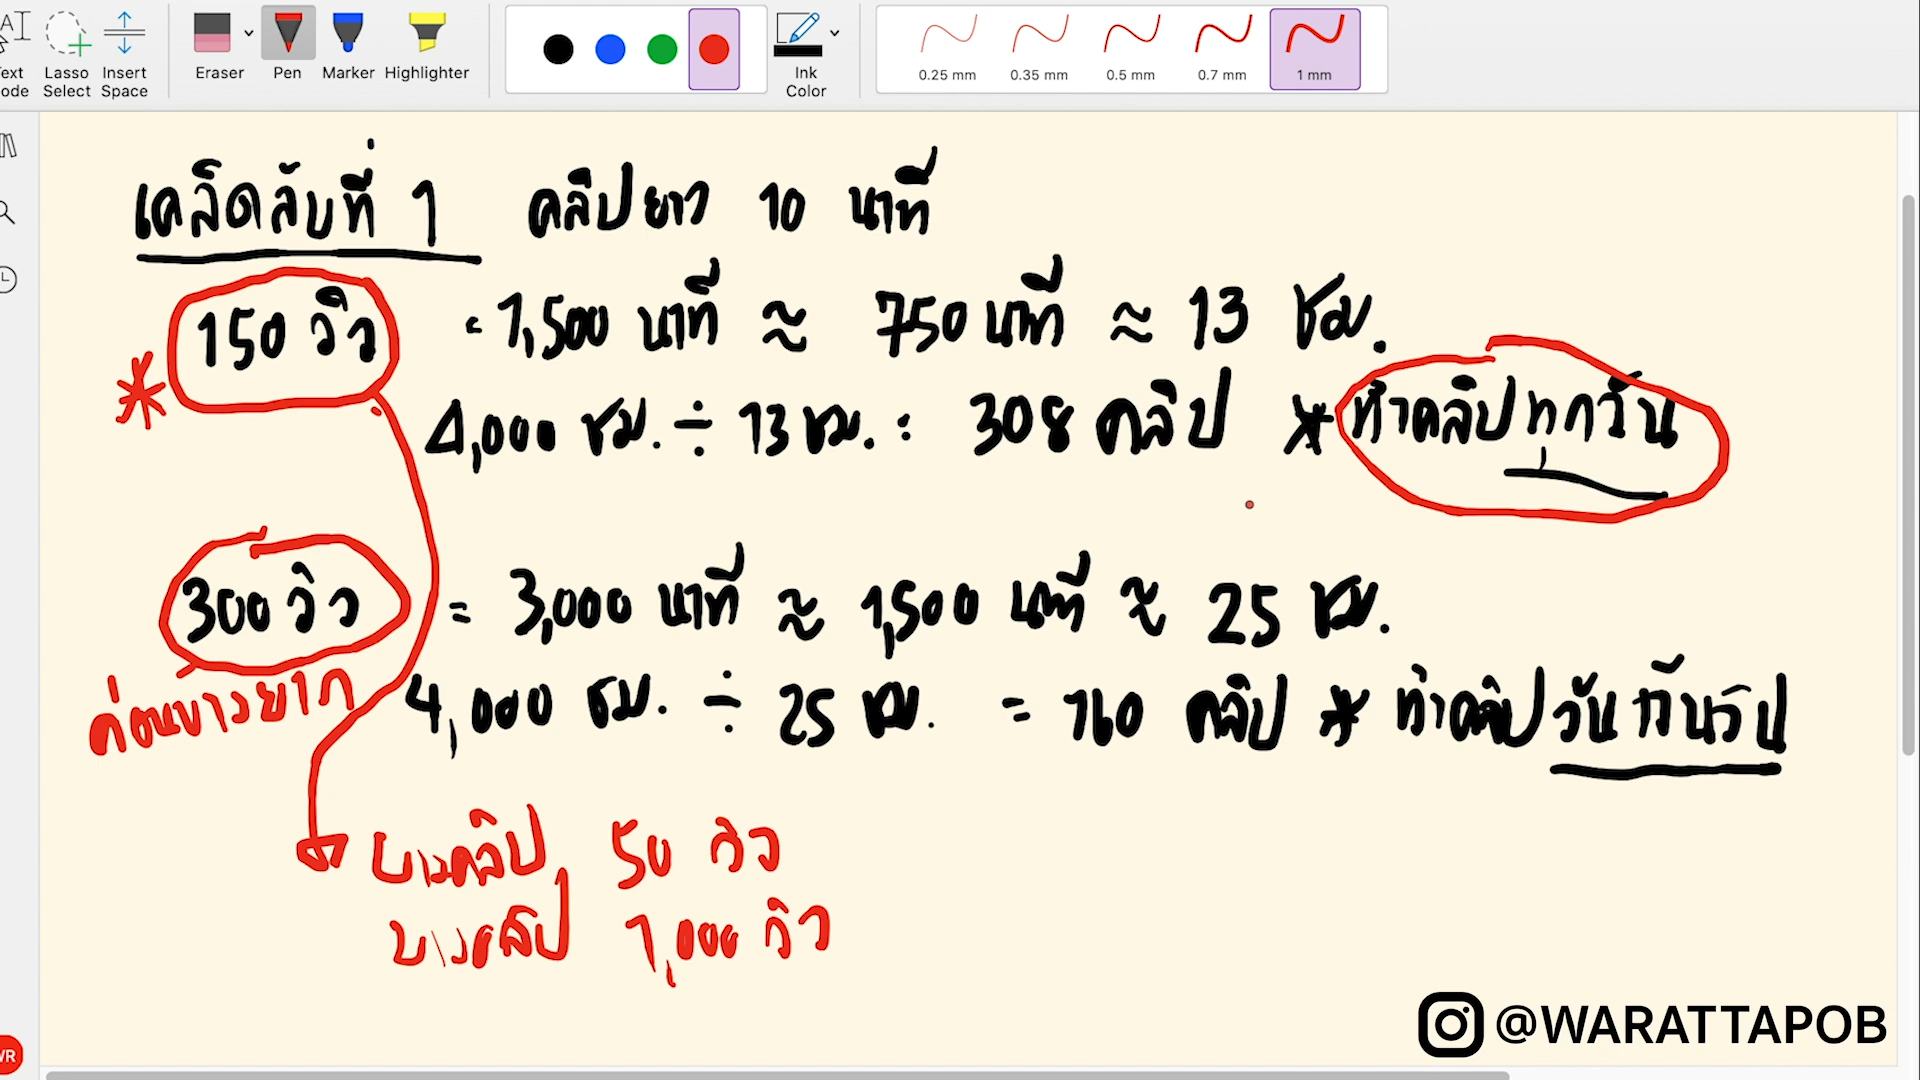 Text
Mode
Lasso
Select
Insert
Space
Eraser
Pen
Marker
Highlighter
Ink
Color
0.25 mm
0.35 mm
0.5 mm
0.7 mm
1 mm
เคล็ดลับที่ 1 คลิปยาว 10 นาที
150 วิว = 1,500 นาที ≈ 750 นาที ≈ 13 ชม.
4,000 ชม. ÷ 13 ชม. = 308 คลิป * ทำคลิปทุกวัน
300 วิว = 3,000 นาที ≈ 1,500 นาที ≈ 25 ชม.
ค่อนบางยาก
4,000 ชม. ÷ 25 ชม. = 160 คลิป * ทำคลิปวันเว้นวัน
บางคลิป 50 วิว
บางคลิป 1,000 วิว
@WARATTAPOB
WR